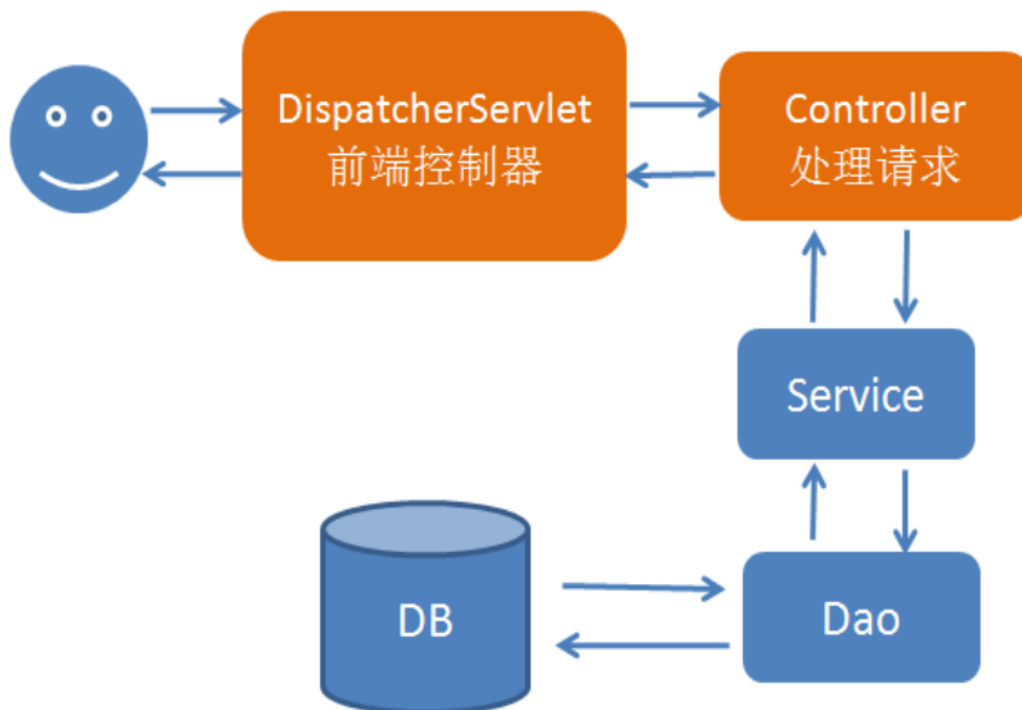 DispatcherServlet
前端控制器
Controller
处理请求
Service
Dao
DB